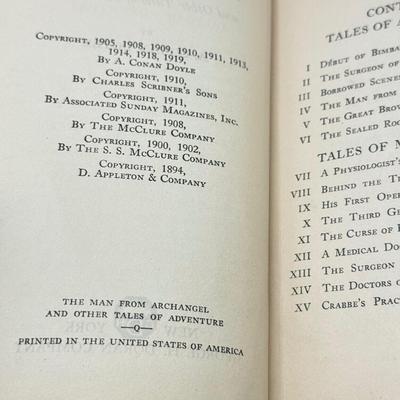 Copyright, 1905, 1908, 1909, 1910, 1911, 1913,
1914, 1918, 1919,
By A. Conan Doyle
Copyright, 1910,
By Charles Scribner's Sons
Copyright, 1911,
By Associated Sunday Magazines, Inc.
Copyright, 1908,
By The McClure Company
Copyright, 1900, 1902,
By The S. S. McClure Company
Copyright, 1894,
D. Appleton & Company
THE MAN FROM ARCHANGEL
AND OTHER TALES OF ADVENTURE
—Q—
PRINTED IN THE UNITED STATES OF AMERICA
CONT
TALES OF A
I Début of Bimba
II The Surgeon of
III Borrowed Scenes
IV The Man from
V The Great Brow
VI The Sealed Roo
TALES OF M
VII A Physiologist's
VIII Behind the Ti
IX His First Oper
X The Third Ge
XI The Curse of E
XII A Medical Doc
XIII The Surgeon
XIV The Doctors o
XV Crabbe's Prac